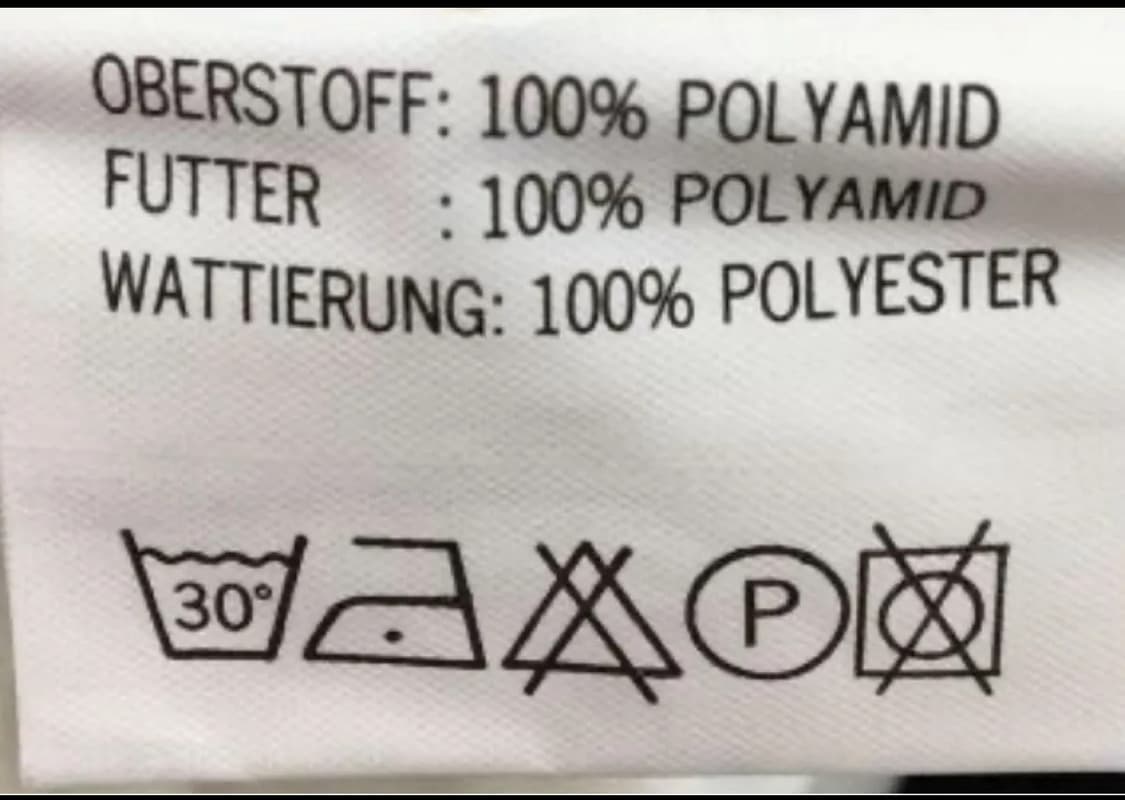 OBERSTOFF: 100% POLYAMID
FUTTER : 100% POLYAMID
WATTIERUNG: 100% POLYESTER
30° P